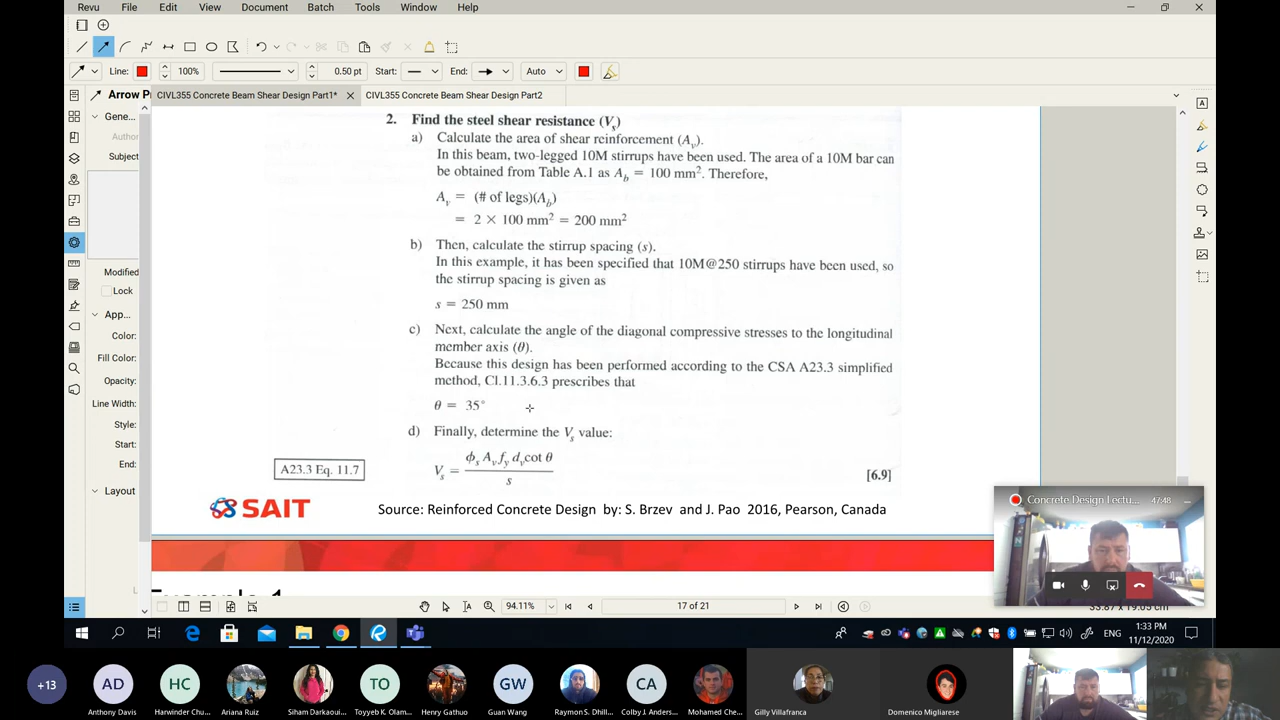 Revu File Edit View Document Batch Tools Window Help
Line: 100% 0.50 pt Start: End: Auto
Arrow Pro
CIVL355 Concrete Beam Shear Design Part1* CIVL355 Concrete Beam Shear Design Part2
Gene...
Author
Subject
Modified
Lock
App...
Color:
Fill Color:
Opacity:
Line Width:
Style:
Start:
End:
Layout
2. Find the steel shear resistance (Vs)
a) Calculate the area of shear reinforcement (Av).
In this beam, two-legged 10M stirrups have been used. The area of a 10M bar can
be obtained from Table A.1 as Ab = 100 mm². Therefore,
Av = (# of legs)(Ab)
= 2 × 100 mm² = 200 mm²
b) Then, calculate the stirrup spacing (s).
In this example, it has been specified that 10M@250 stirrups have been used, so
the stirrup spacing is given as
s = 250 mm
c) Next, calculate the angle of the diagonal compressive stresses to the longitudinal
member axis (θ).
Because this design has been performed according to the CSA A23.3 simplified
method, Cl.11.3.6.3 prescribes that
θ = 35°
d) Finally, determine the Vs value:
A23.3 Eq. 11.7
Vs = ϕs Av fy dv cot θ / s
[6.9]
SAIT
Source: Reinforced Concrete Design by: S. Brzev and J. Pao 2016, Pearson, Canada
Concrete Design Lectu... 47:48
94.11% 17 of 21
33.87 x 19.05 cm
ENG
1:33 PM
11/12/2020
+13
AD
HC
TO
GW
CA
Anthony Davis
Harwinder Chu...
Ariana Ruiz
Siham Darkaoui...
Toyyeb K. Olam...
Henry Gathuo
Guan Wang
Raymon S. Dhill...
Colby J. Anders...
Mohamed Che...
Gilly Villafranca
Domenico Migliarese